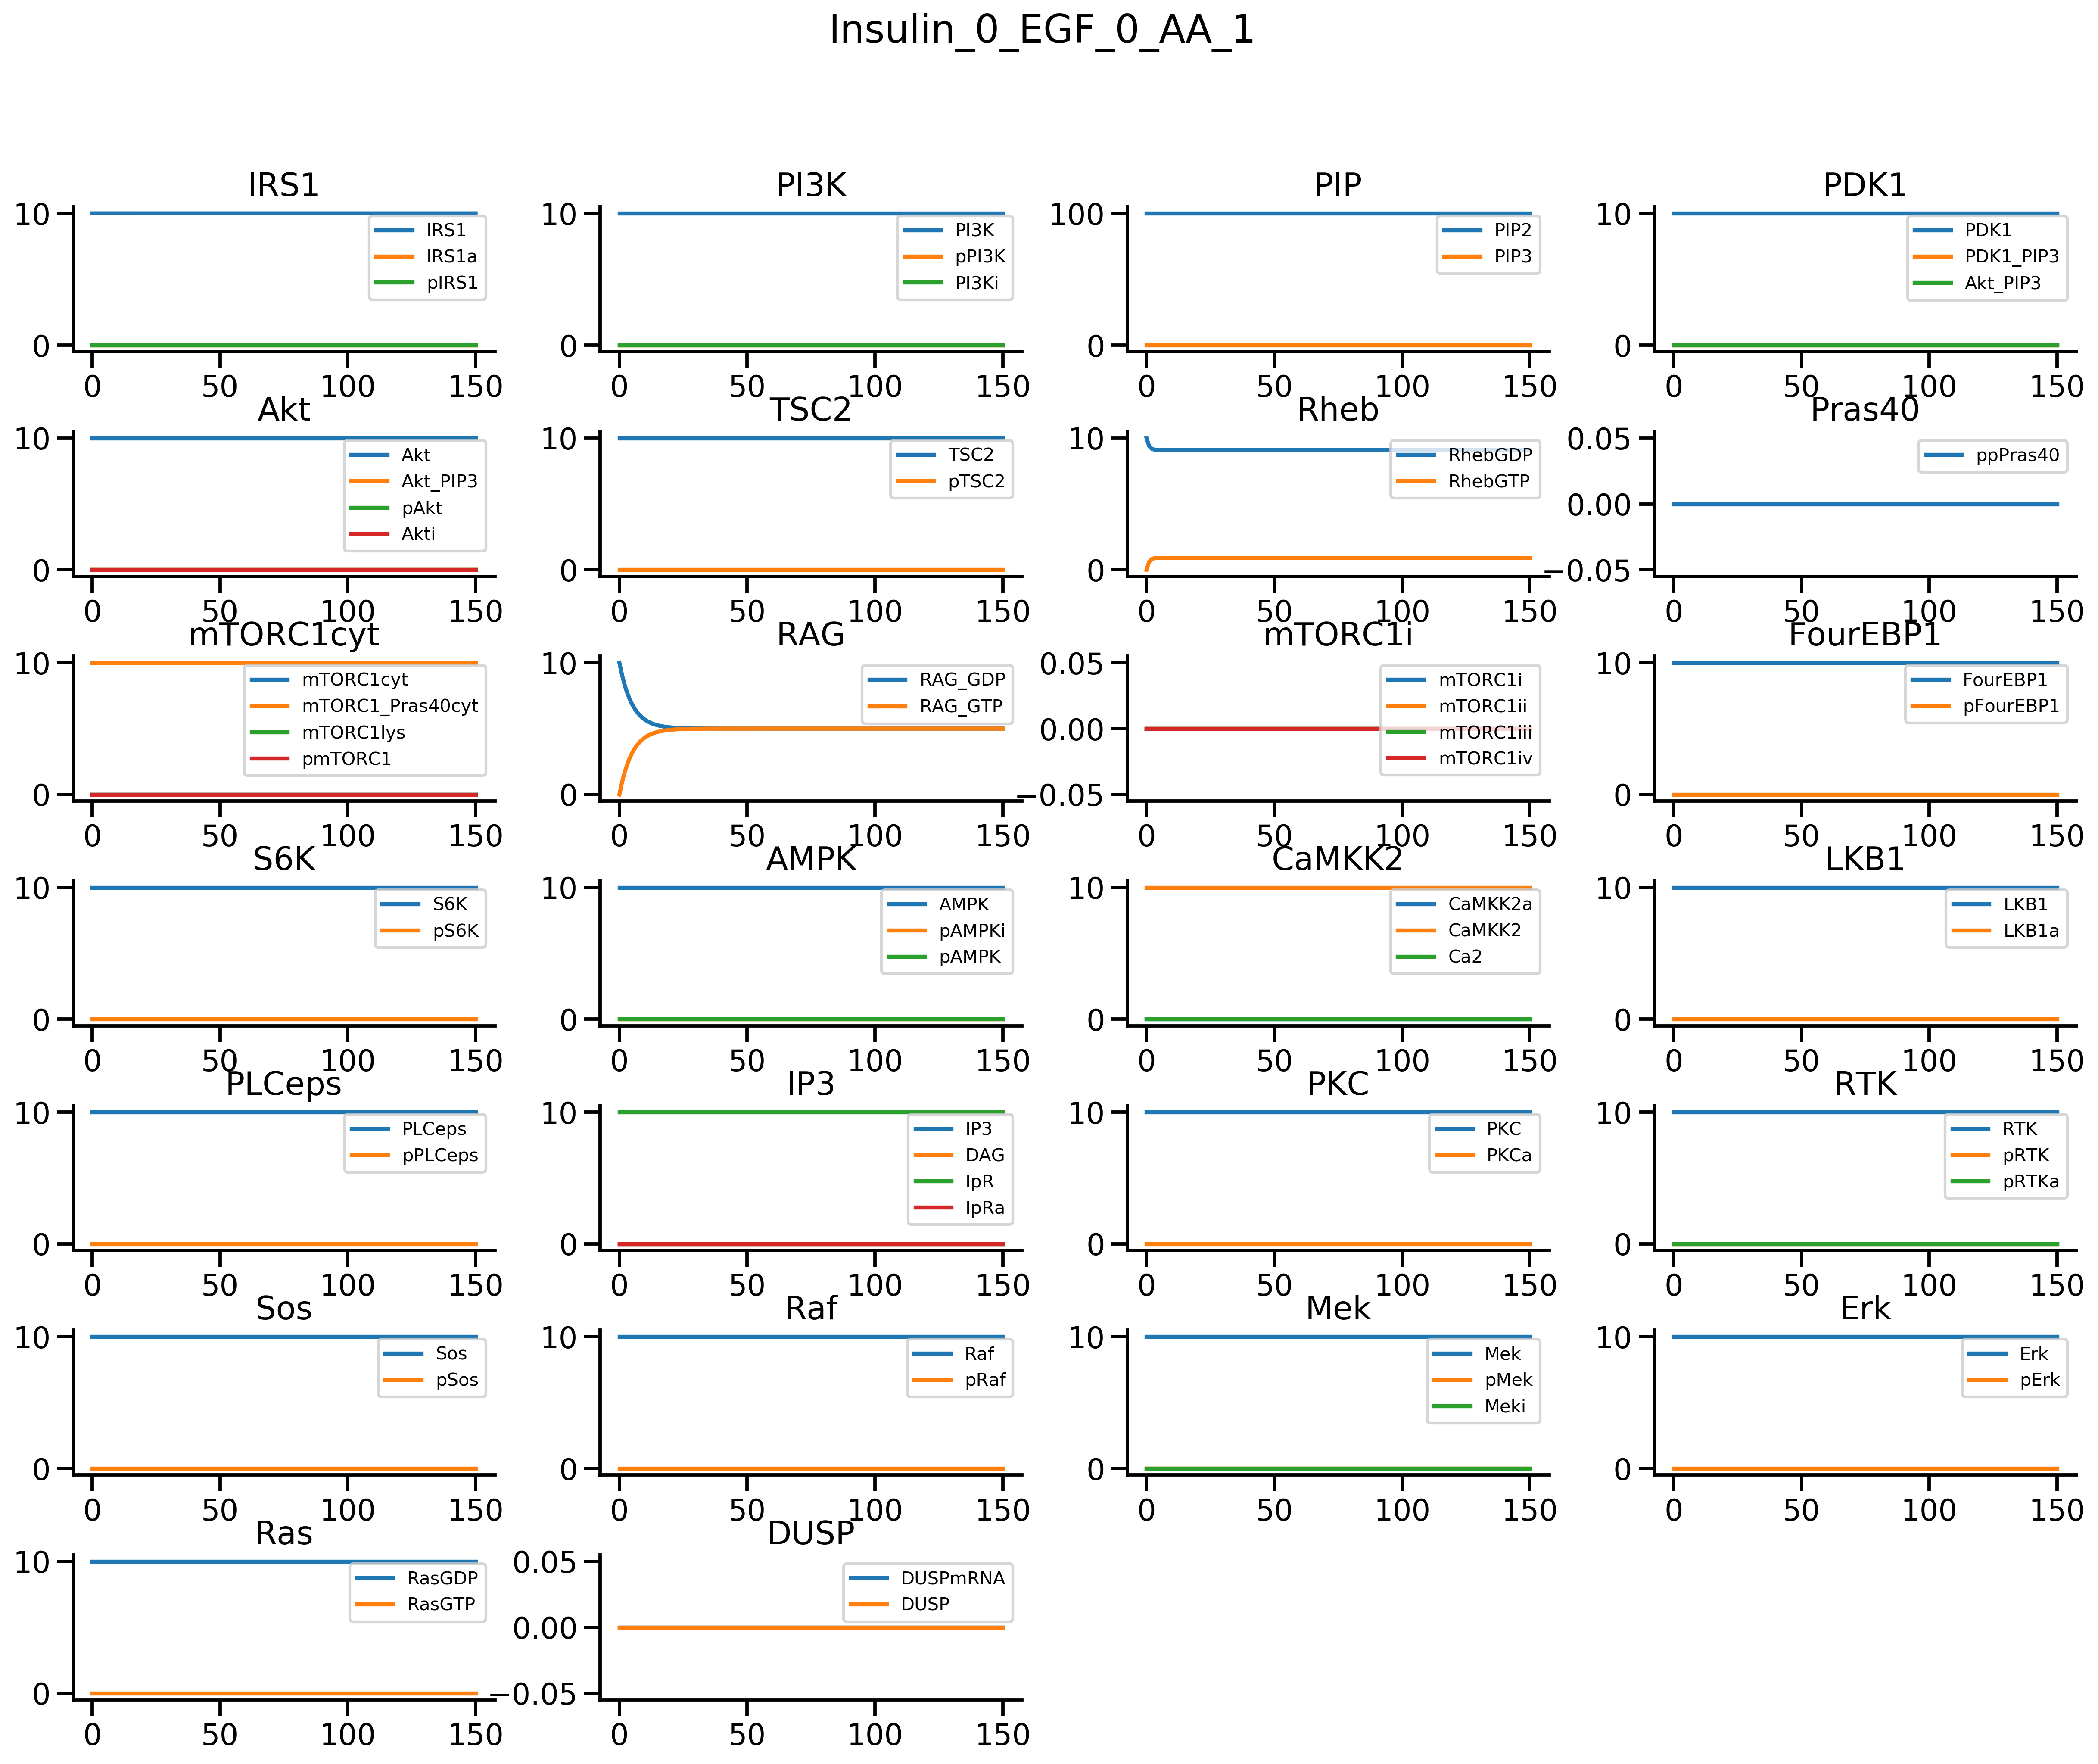 Insulin_0_EGF_0_AA_1
IRS1
10
0
0 50 100 150
IRS1
IRS1a
pIRS1
PI3K
10
0
0 50 100 150
PI3K
pPI3K
PI3Ki
PIP
100
0
0 50 100 150
PIP2
PIP3
PDK1
10
0
0 50 100 150
PDK1
PDK1_PIP3
Akt_PIP3
Akt
10
0
0 50 100 150
Akt
Akt_PIP3
pAkt
Akti
TSC2
10
0
0 50 100 150
TSC2
pTSC2
Rheb
10
0
0 50 100 150
RhebGDP
RhebGTP
Pras40
0.05
0.00
−0.05
0 50 100 150
ppPras40
mTORC1cyt
10
0
0 50 100 150
mTORC1cyt
mTORC1_Pras40cyt
mTORC1lys
pmTORC1
RAG
10
0
0 50 100 150
RAG_GDP
RAG_GTP
mTORC1i
0.05
0.00
−0.05
0 50 100 150
mTORC1i
mTORC1ii
mTORC1iii
mTORC1iv
FourEBP1
10
0
0 50 100 150
FourEBP1
pFourEBP1
S6K
10
0
0 50 100 150
S6K
pS6K
AMPK
10
0
0 50 100 150
AMPK
pAMPKi
pAMPK
CaMKK2
10
0
0 50 100 150
CaMKK2a
CaMKK2
Ca2
LKB1
10
0
0 50 100 150
LKB1
LKB1a
PLCeps
10
0
0 50 100 150
PLCeps
pPLCeps
IP3
10
0
0 50 100 150
IP3
DAG
IpR
IpRa
PKC
10
0
0 50 100 150
PKC
PKCa
RTK
10
0
0 50 100 150
RTK
pRTK
pRTKa
Sos
10
0
0 50 100 150
Sos
pSos
Raf
10
0
0 50 100 150
Raf
pRaf
Mek
10
0
0 50 100 150
Mek
pMek
Meki
Erk
10
0
0 50 100 150
Erk
pErk
Ras
10
0
0 50 100 150
RasGDP
RasGTP
DUSP
0.05
0.00
−0.05
0 50 100 150
DUSPmRNA
DUSP